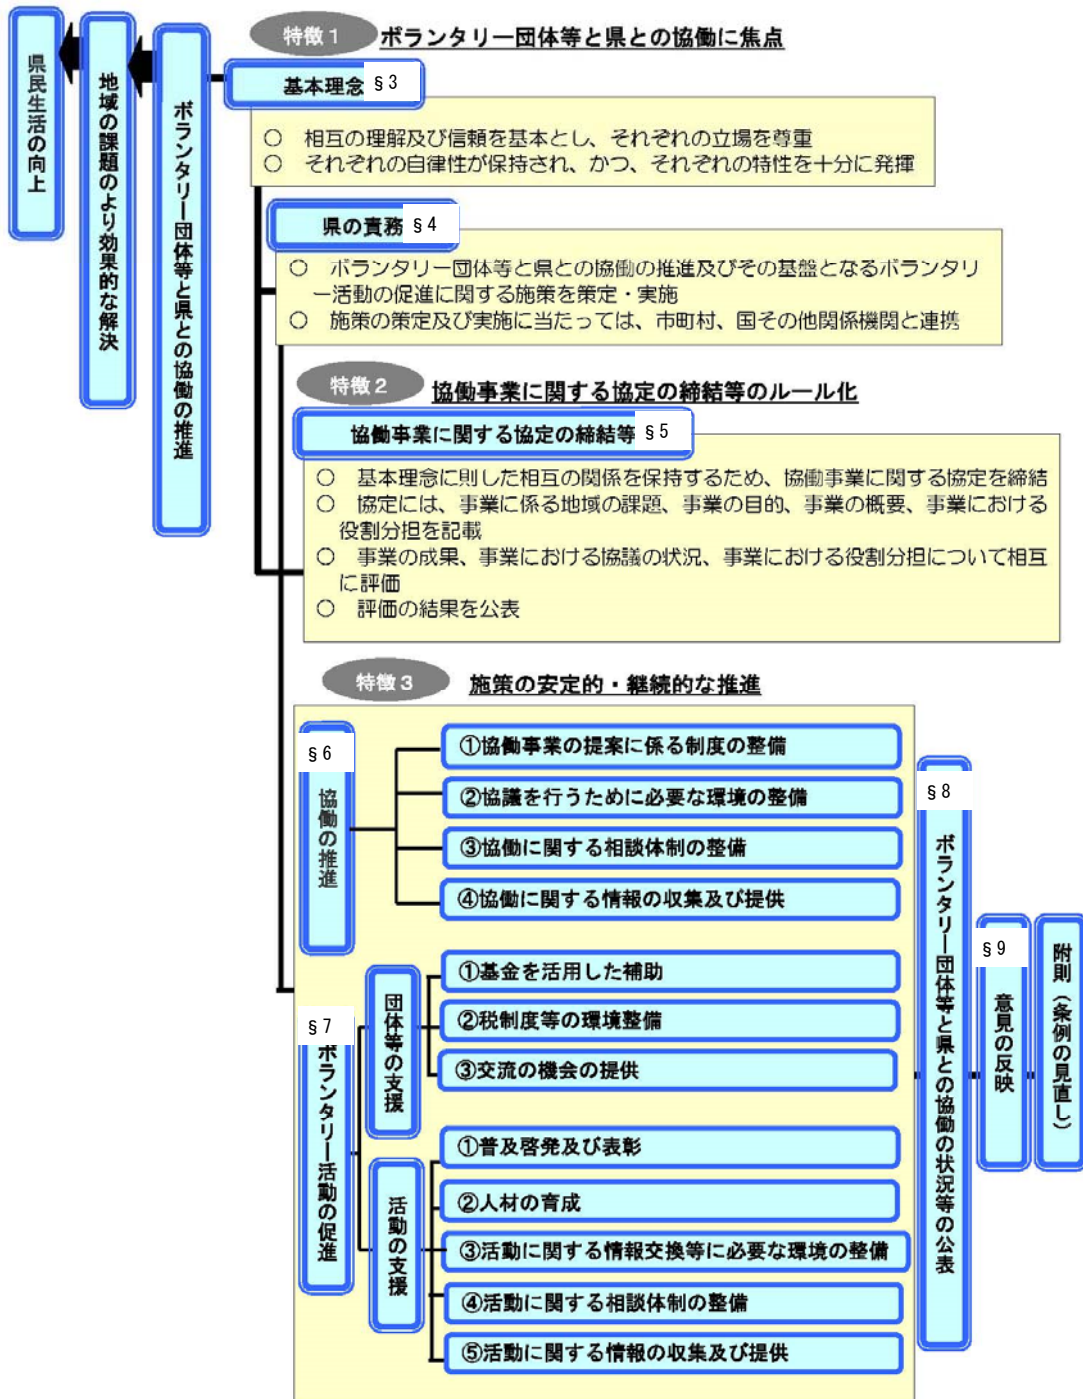 県民生活の向上
地域の課題のより効果的な解決
ボランタリー団体等と県との協働の推進
特徴1 ボランタリー団体等と県との協働に焦点
基本理念 §3
○ 相互の理解及び信頼を基本とし、それぞれの立場を尊重
○ それぞれの自律性が保持され、かつ、それぞれの特性を十分に発揮
県の責務 §4
○ ボランタリー団体等と県との協働の推進及びその基盤となるボランタリ
ー活動の促進に関する施策を策定・実施
○ 施策の策定及び実施に当たっては、市町村、国その他関係機関と連携
特徴2 協働事業に関する協定の締結等のルール化
協働事業に関する協定の締結等 §5
○ 基本理念に則した相互の関係を保持するため、協働事業に関する協定を締結
○ 協定には、事業に係る地域の課題、事業の目的、事業の概要、事業における
役割分担を記載
○ 事業の成果、事業における協議の状況、事業における役割分担について相互
に評価
○ 評価の結果を公表
特徴3 施策の安定的・継続的な推進
§6
協働の推進
①協働事業の提案に係る制度の整備
②協議を行うために必要な環境の整備
③協働に関する相談体制の整備
④協働に関する情報の収集及び提供
§7
ボランタリー活動の促進
団体等の支援
①基金を活用した補助
②税制度等の環境整備
③交流の機会の提供
活動の支援
①普及啓発及び表彰
②人材の育成
③活動に関する情報交換等に必要な環境の整備
④活動に関する相談体制の整備
⑤活動に関する情報の収集及び提供
§8
ボランタリー団体等と県との協働の状況等の公表
§9
意見の反映
附則（条例の見直し）